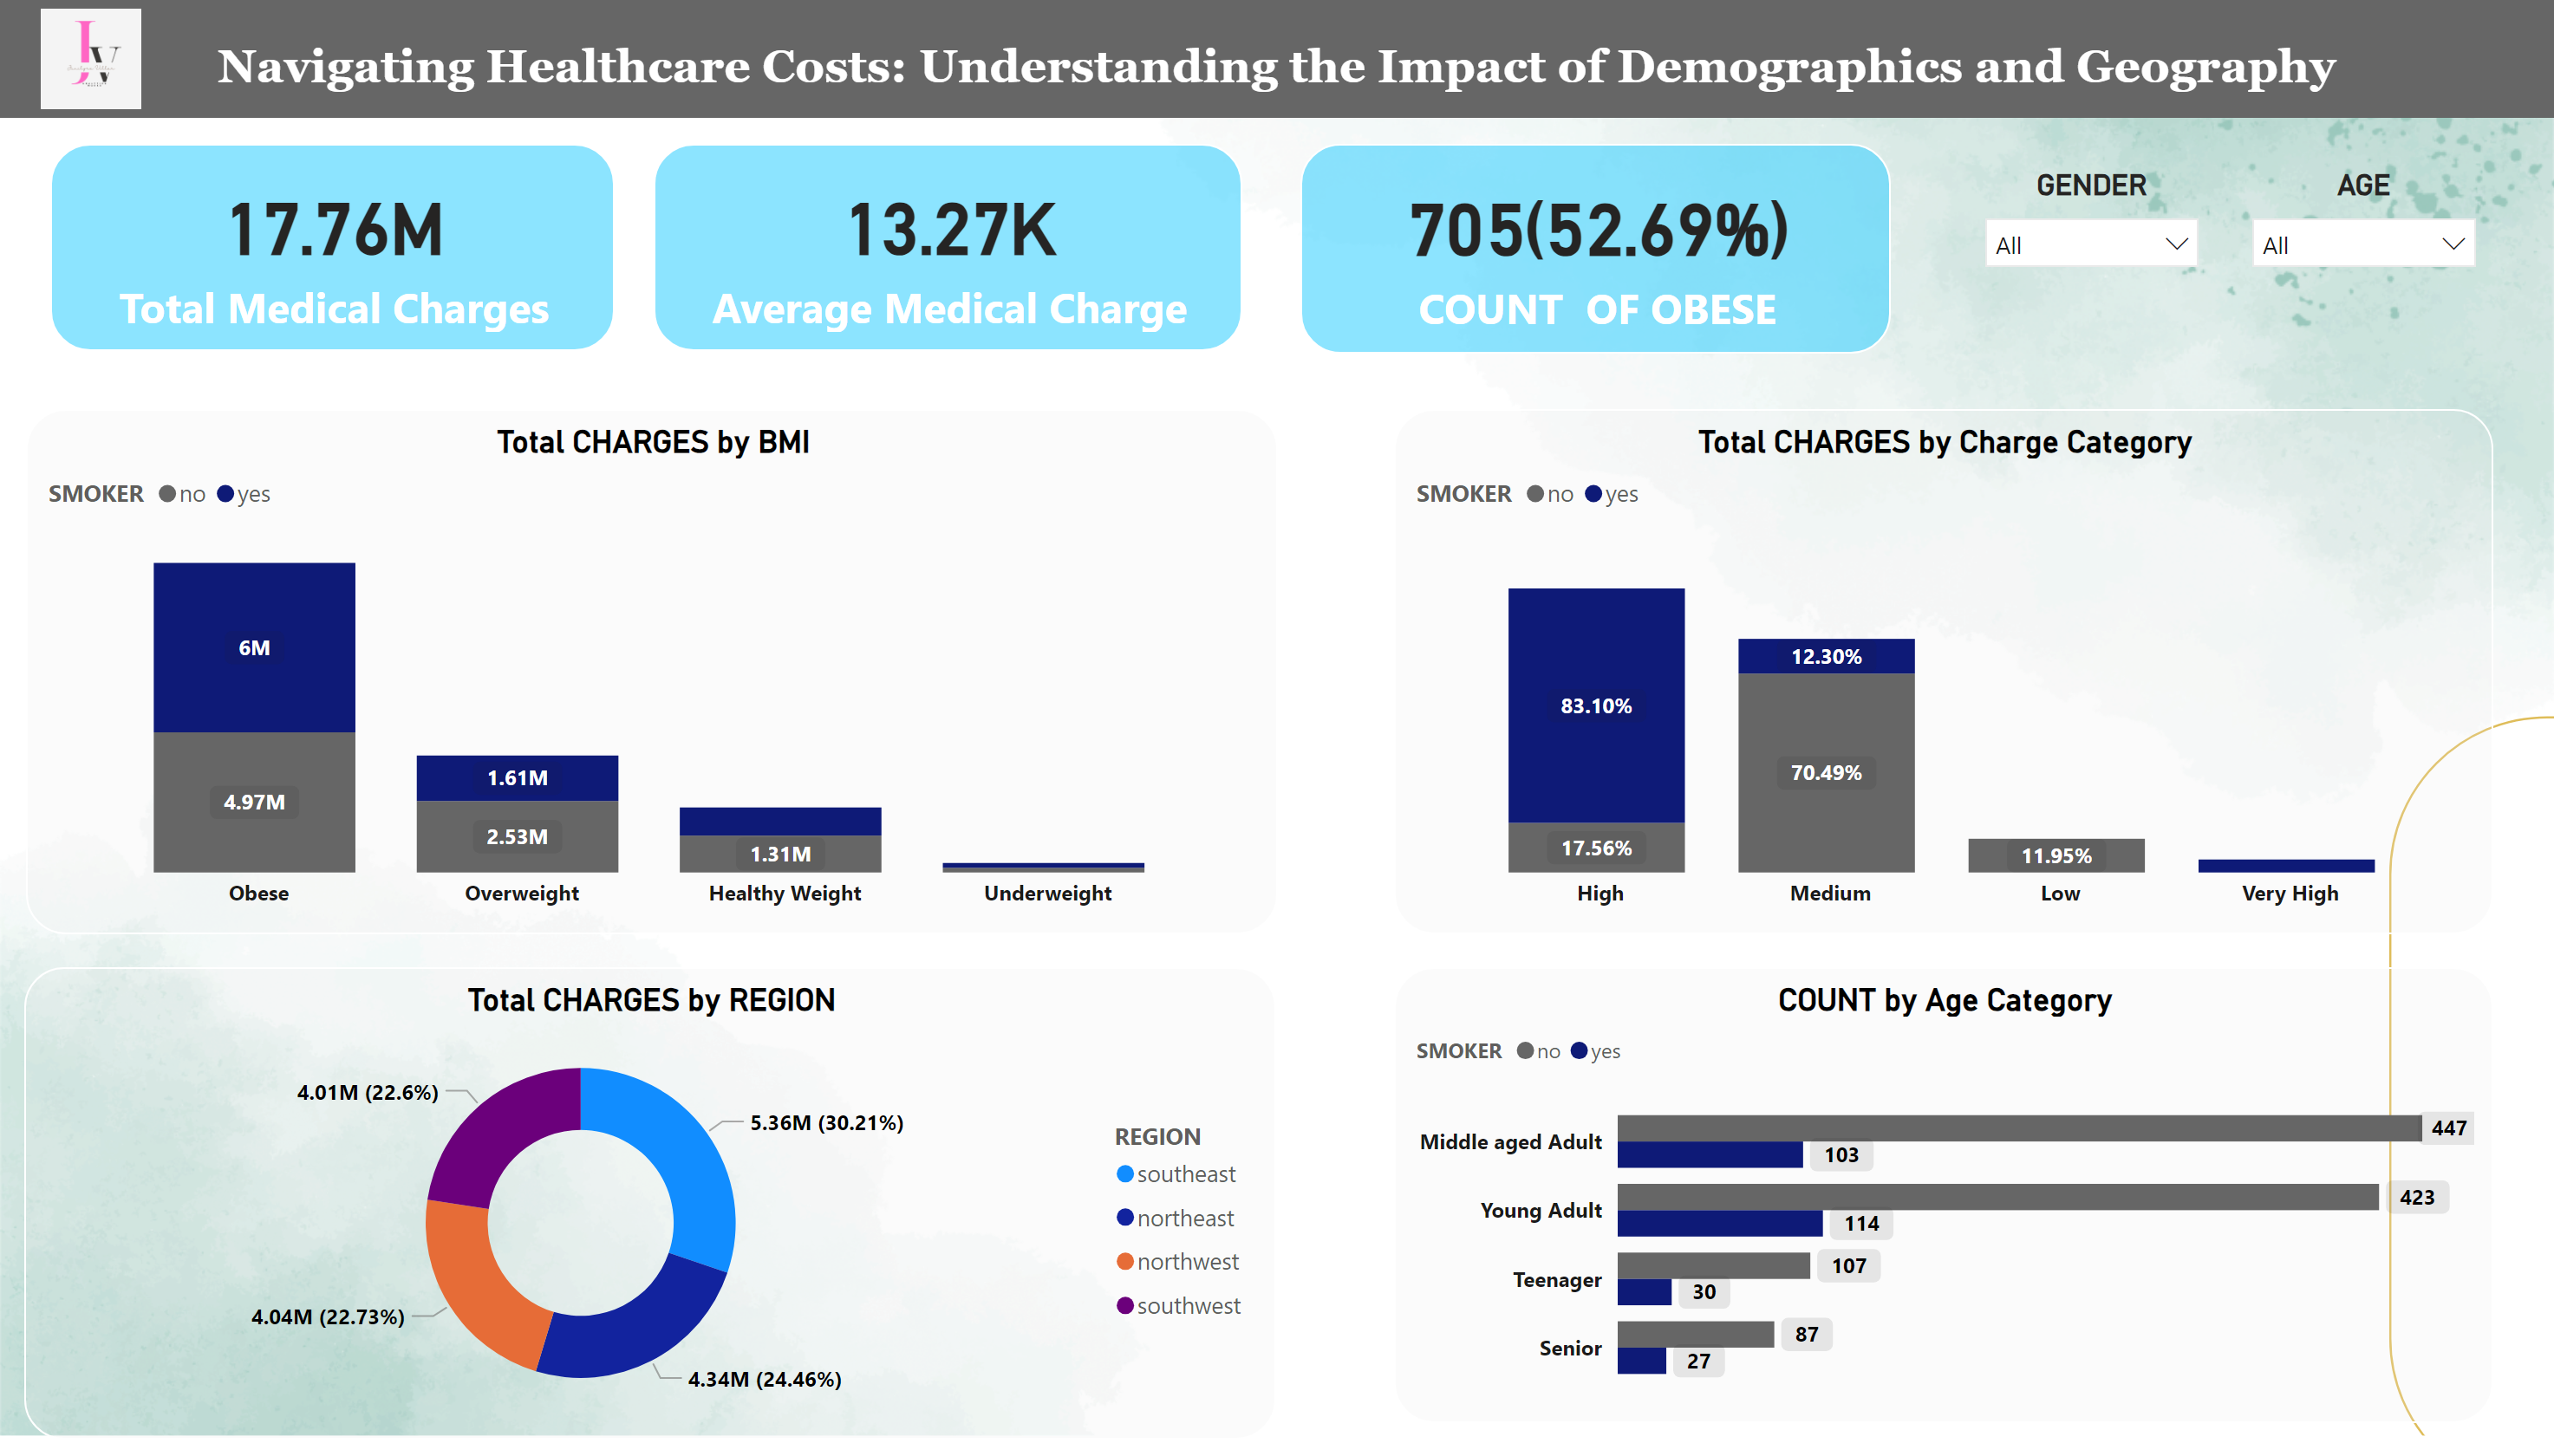 Navigating Healthcare Costs: Understanding the Impact of Demographics and Geography
17.76M
Total Medical Charges
13.27K
Average Medical Charge
705(52.69%)
COUNT OF OBESE
GENDER
All
AGE
All
Total CHARGES by BMI
SMOKER no yes
6M
4.97M
1.61M
2.53M
1.31M
Obese
Overweight
Healthy Weight
Underweight
Total CHARGES by Charge Category
SMOKER no yes
83.10%
17.56%
12.30%
70.49%
11.95%
High
Medium
Low
Very High
Total CHARGES by REGION
4.01M (22.6%)
5.36M (30.21%)
4.04M (22.73%)
4.34M (24.46%)
REGION
southeast
northeast
northwest
southwest
COUNT by Age Category
SMOKER no yes
Middle aged Adult
447
103
Young Adult
423
114
Teenager
107
30
Senior
87
27